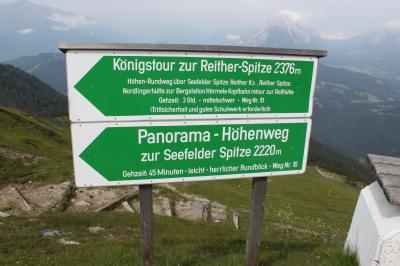 Königstour zur Reither-Spitze 2376m
Höhen-Rundweg über Seefelder Spitze Reither K., Reither Spitze,
Nördlingerhütte zur Bergstation Härmele Kopfbahn retour zur Roßhütte
Gehzeit 3 Std. - mittelschwer - Weg Nr. 10
(Trittsicherheit und gutes Schuhwerk erforderlich)
Panorama - Höhenweg
zur Seefelder Spitze 2220m
Gehzeit: 45 Minuten - leicht - herrlicher Rundblick - Weg Nr. 10